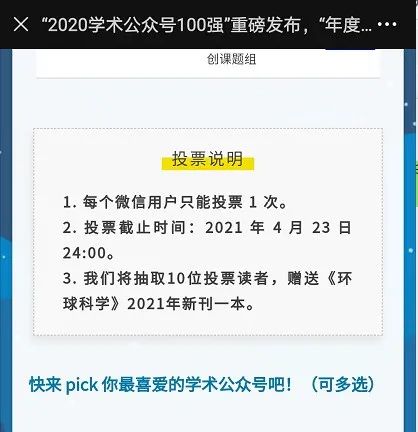 “2020学术公众号100强”重磅发布，“年度...
创课题组
投票说明
1. 每个微信用户只能投票 1 次。
2. 投票截止时间：2021 年 4 月 23 日
24:00。
3. 我们将抽取10位投票读者，赠送《环
球科学》2021年新刊一本。
快来 pick 你最喜爱的学术公众号吧！（可多选）